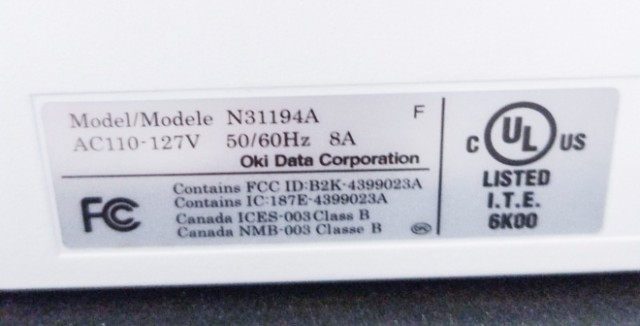 Model/Modele N31194A F
AC110-127V 50/60Hz 8A
Oki Data Corporation
FC
Contains FCC ID:B2K-4399023A
Contains IC:187E-4399023A
Canada ICES-003 Class B
Canada NMB-003 Classe B
C UL US
LISTED
I.T.E.
6K00